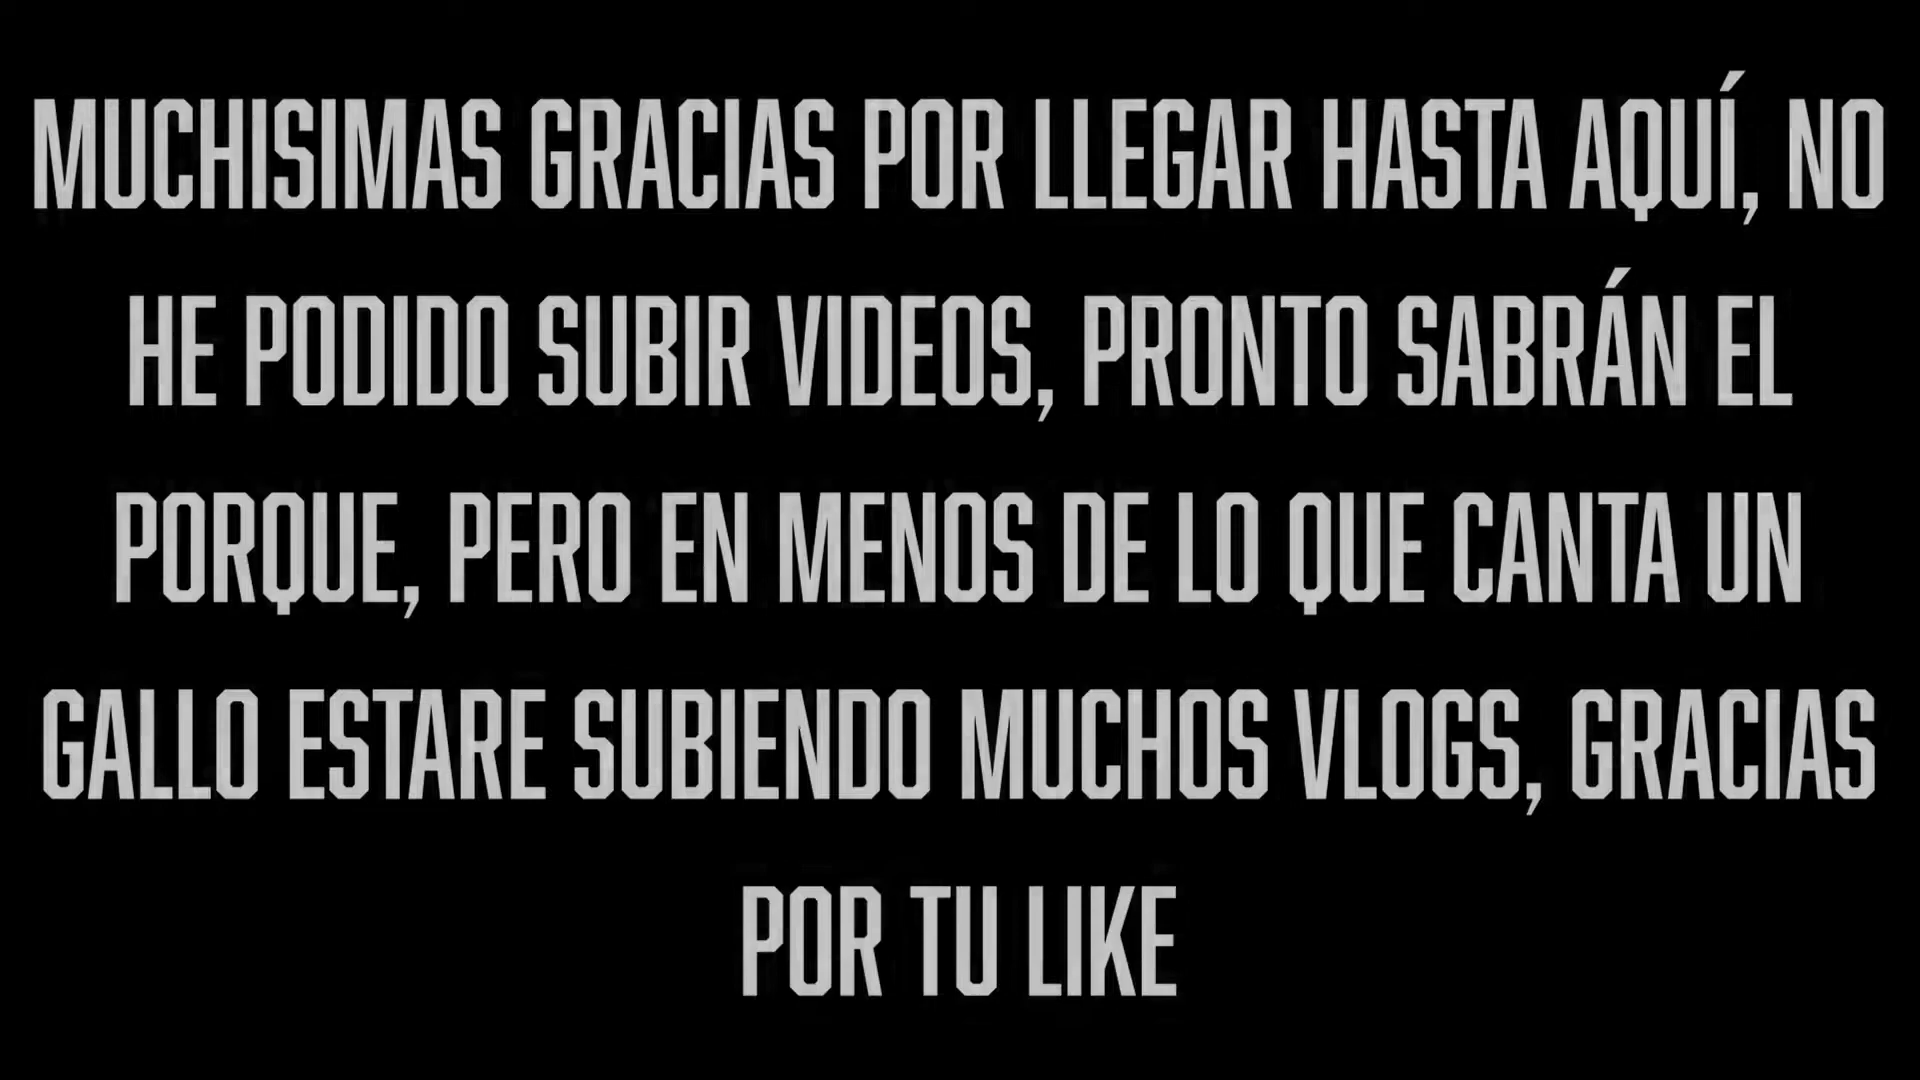 MUCHISIMAS GRACIAS POR LLEGAR HASTA AQUÍ, NO
HE PODIDO SUBIR VIDEOS, PRONTO SABRÁN EL
PORQUE, PERO EN MENOS DE LO QUE CANTA UN
GALLO ESTARE SUBIENDO MUCHOS VLOGS, GRACIAS
POR TU LIKE